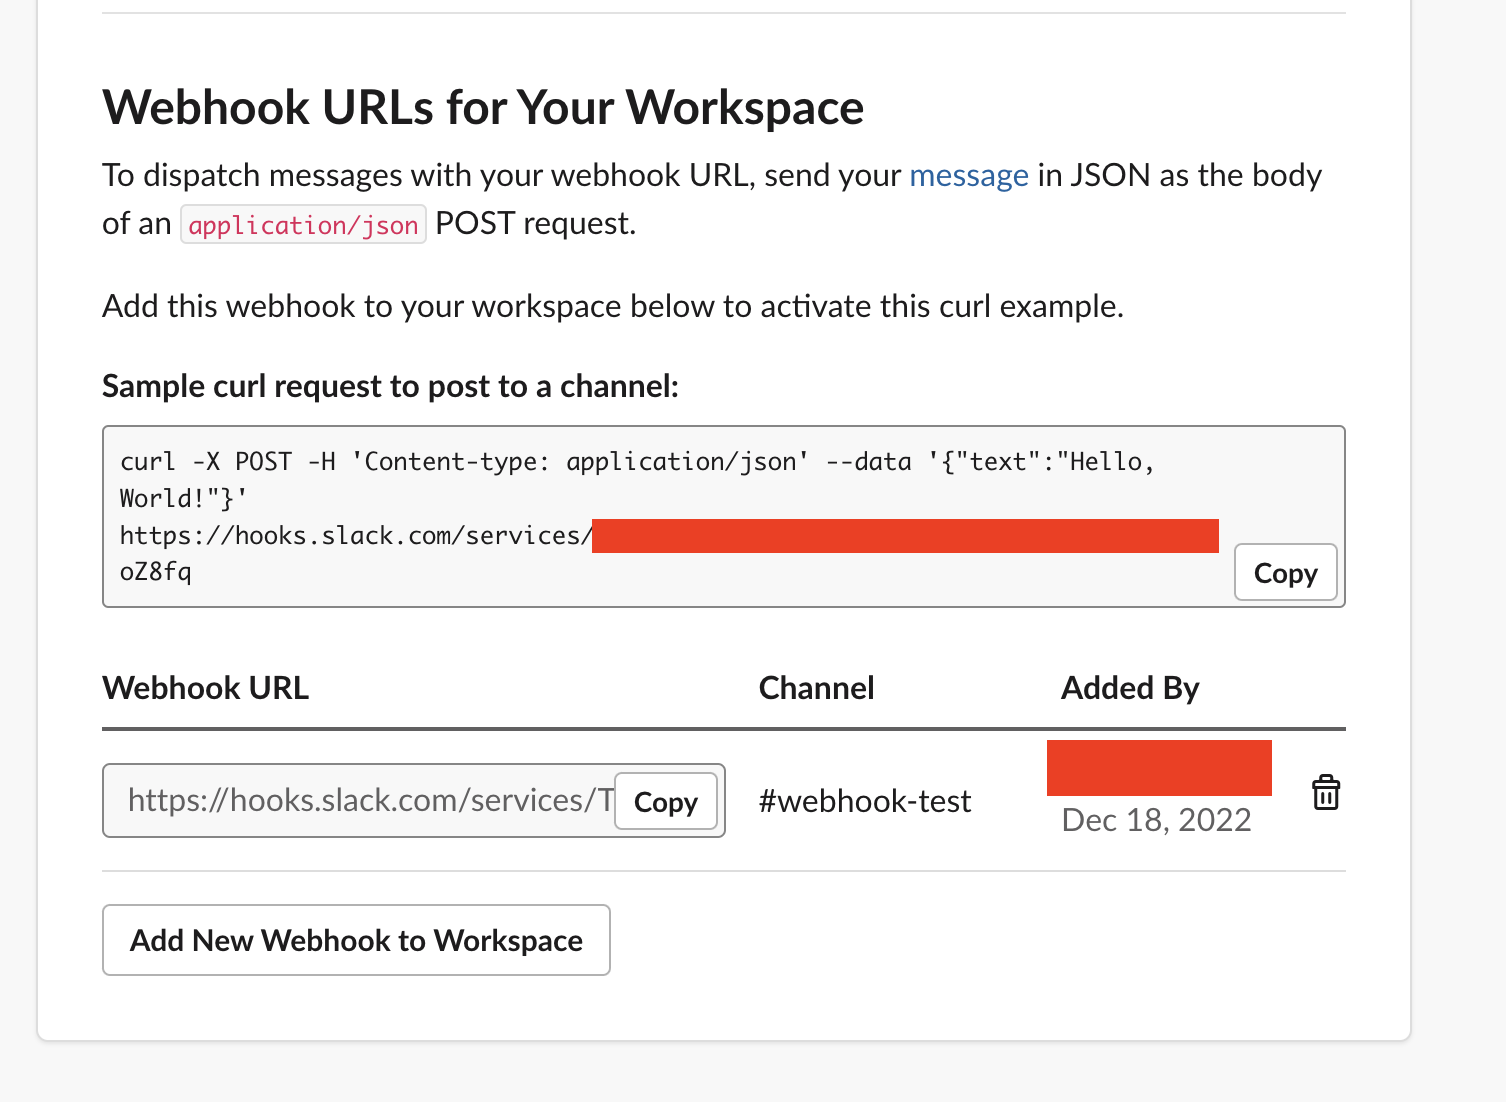 Webhook URLs for Your Workspace
To dispatch messages with your webhook URL, send your message in JSON as the body
of an application/json POST request.
Add this webhook to your workspace below to activate this curl example.
Sample curl request to post to a channel:
curl -X POST -H 'Content-type: application/json' --data '{"text":"Hello,
World!"}'
https://hooks.slack.com/services/
oZ8fq
Copy
Webhook URL Channel Added By
https://hooks.slack.com/services/T Copy #webhook-test
Dec 18, 2022
Add New Webhook to Workspace